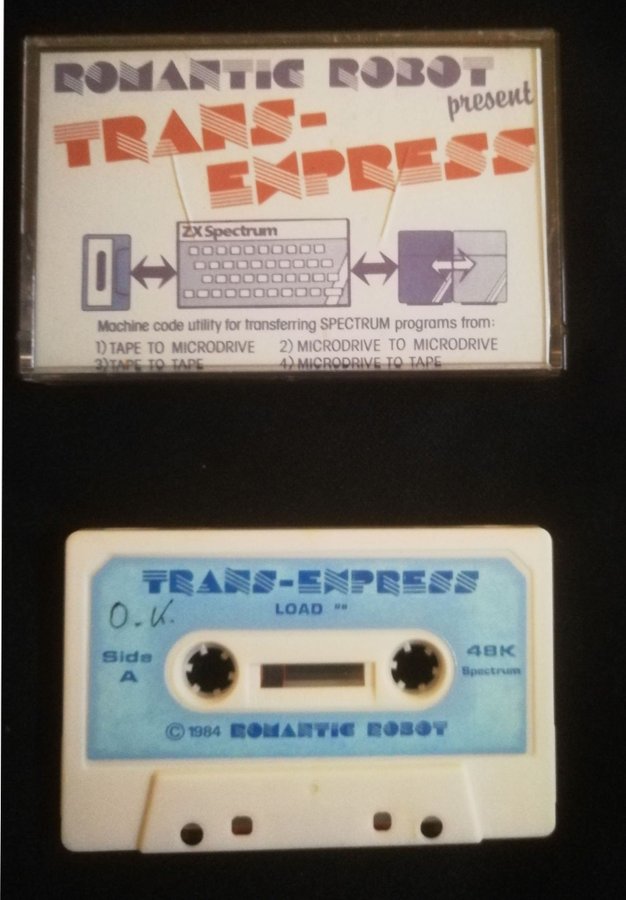 ROMANTIC ROBOT
present
TRANS-
EXPRESS
ZX Spectrum
Machine code utility for transferring SPECTRUM programs from:
1) TAPE TO MICRODRIVE 2) MICRODRIVE TO MICRODRIVE
3) TAPE TO TAPE 4) MICRODRIVE TO TAPE
TRANS-EXPRESS
LOAD ""
O.K.
Side
A
48K
Spectrum
© 1984 ROMANTIC ROBOT